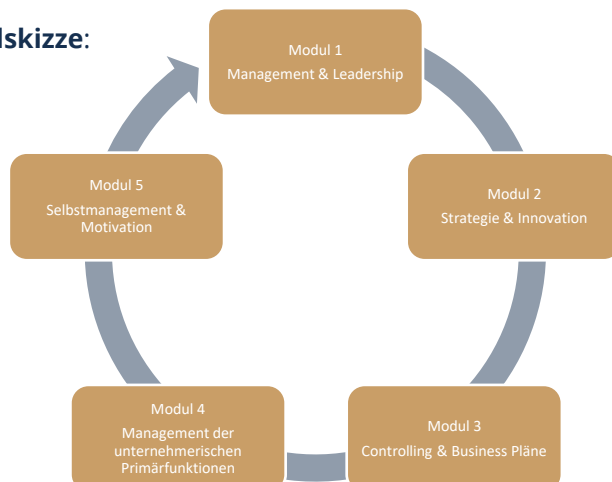 lskizze:
Modul 1
Management & Leadership
Modul 2
Strategie & Innovation
Modul 3
Controlling & Business Pläne
Modul 4
Management der
unternehmerischen
Primärfunktionen
Modul 5
Selbstmanagement &
Motivation